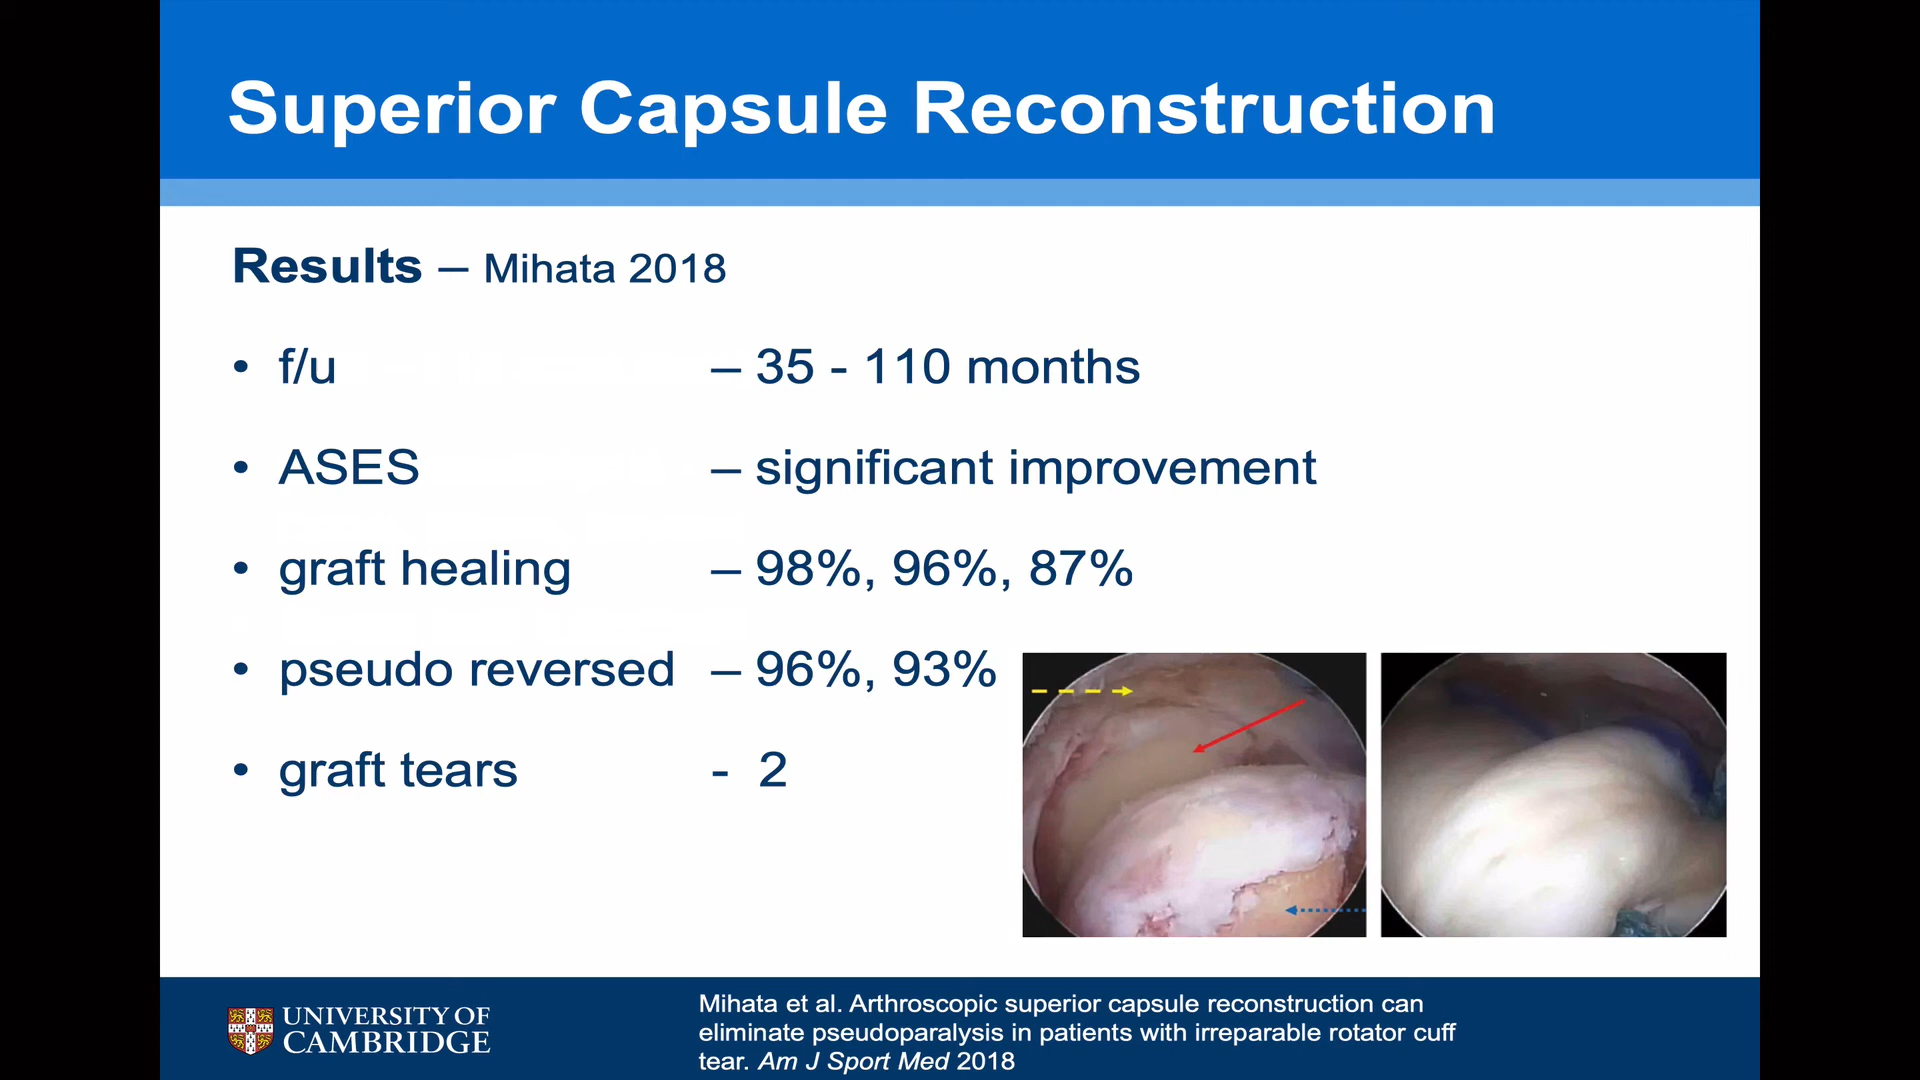 Superior Capsule Reconstruction
Results – Mihata 2018
• f/u – 35 - 110 months
• ASES – significant improvement
• graft healing – 98%, 96%, 87%
• pseudo reversed – 96%, 93%
• graft tears - 2
UNIVERSITY OF
CAMBRIDGE
Mihata et al. Arthroscopic superior capsule reconstruction can
eliminate pseudoparalysis in patients with irreparable rotator cuff
tear. Am J Sport Med 2018